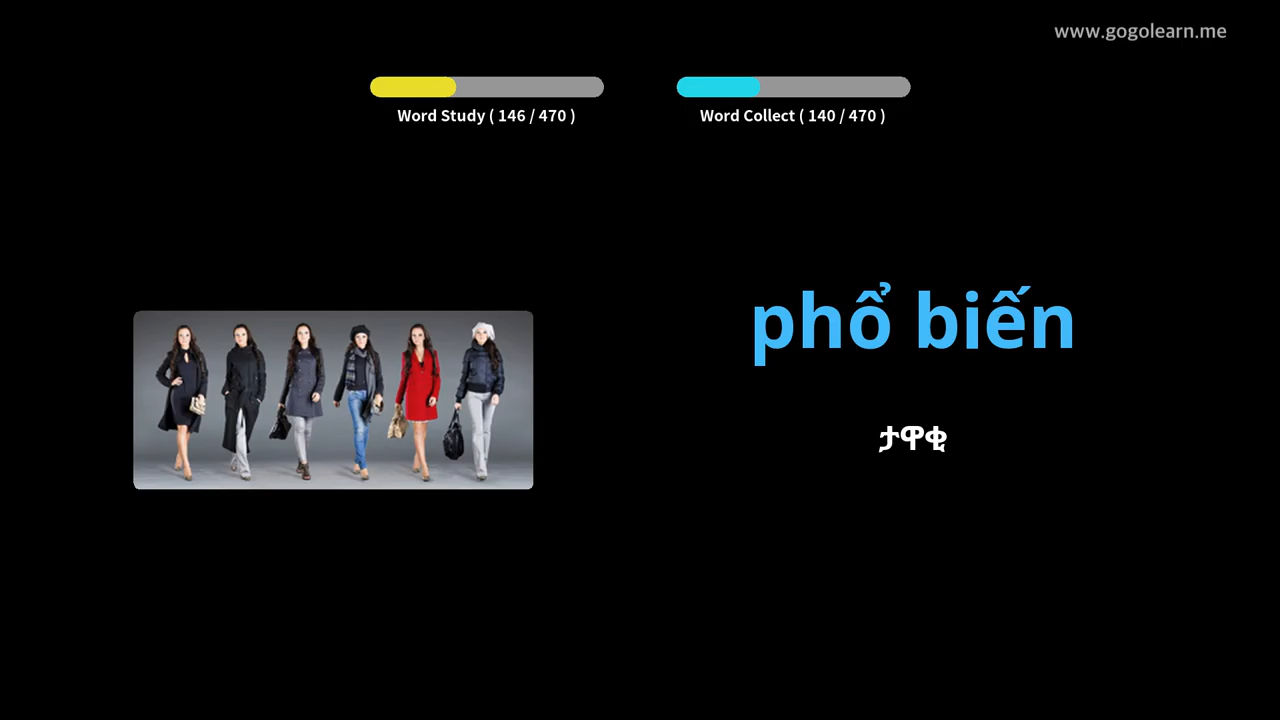 www.gogolearn.me
Word Study ( 146 / 470 )
Word Collect ( 140 / 470 )
phổ biến
ታዋቂ